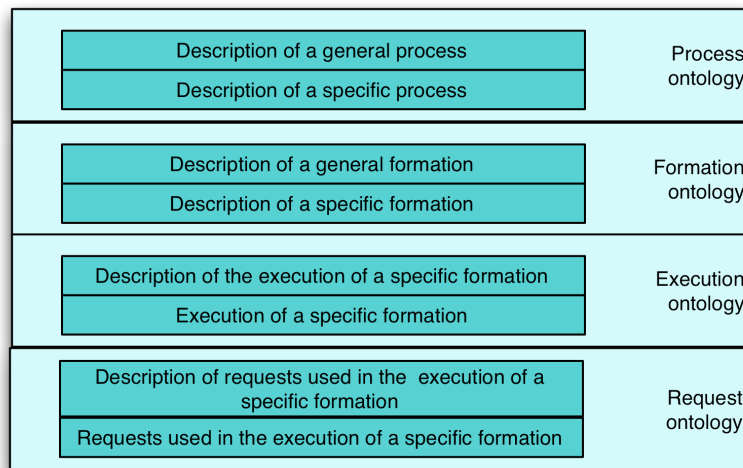 Description of a general process
Description of a specific process
Process
ontology
Description of a general formation
Description of a specific formation
Formation
ontology
Description of the execution of a specific formation
Execution of a specific formation
Execution
ontology
Description of requests used in the execution of a
specific formation
Requests used in the execution of a specific formation
Request
ontology